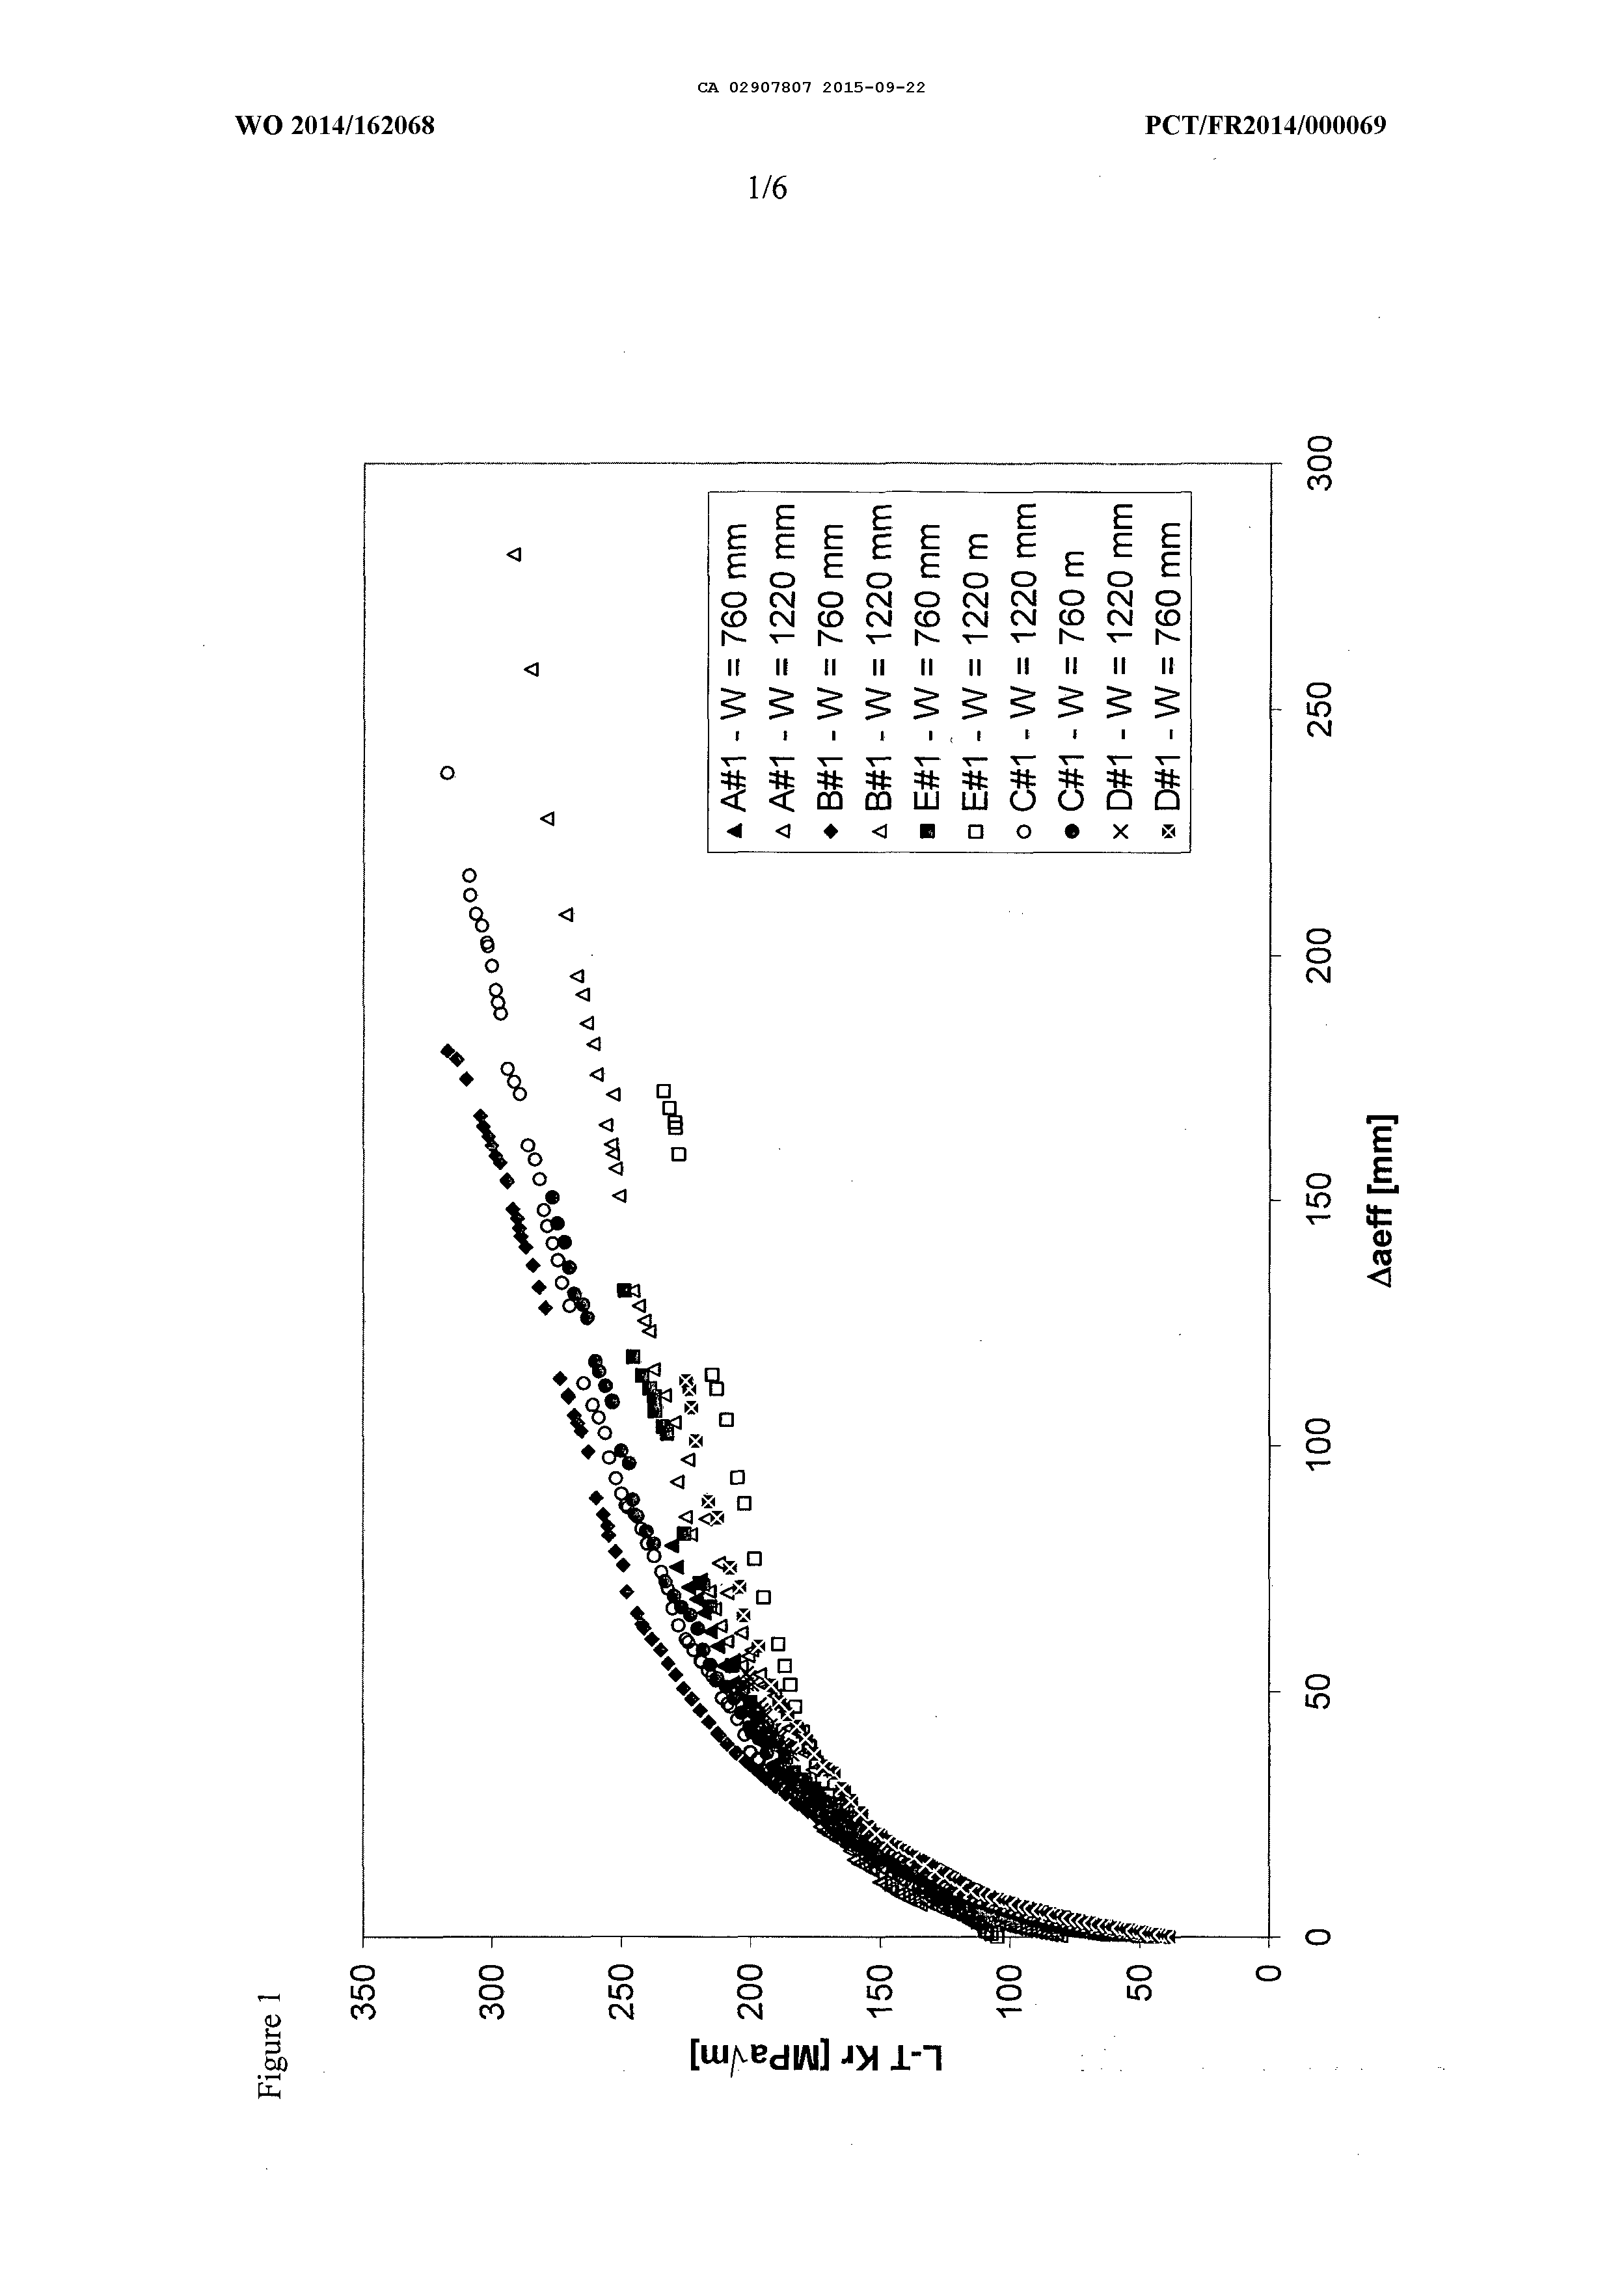 CA 02907807 2015-09-22
WO 2014/162068
PCT/FR2014/000069
1/6
Figure 1
L-T Kr [MPa√m]
350
300
250
200
150
100
50
0
A#1 - W = 760 mm
A#1 - W = 1220 mm
B#1 - W = 760 mm
B#1 - W = 1220 mm
E#1 - W = 760 mm
E#1 - W = 1220 m
C#1 - W = 1220 mm
C#1 - W = 760 m
D#1 - W = 1220 mm
D#1 - W = 760 mm
0
50
100
150
200
250
300
Δaeff [mm]